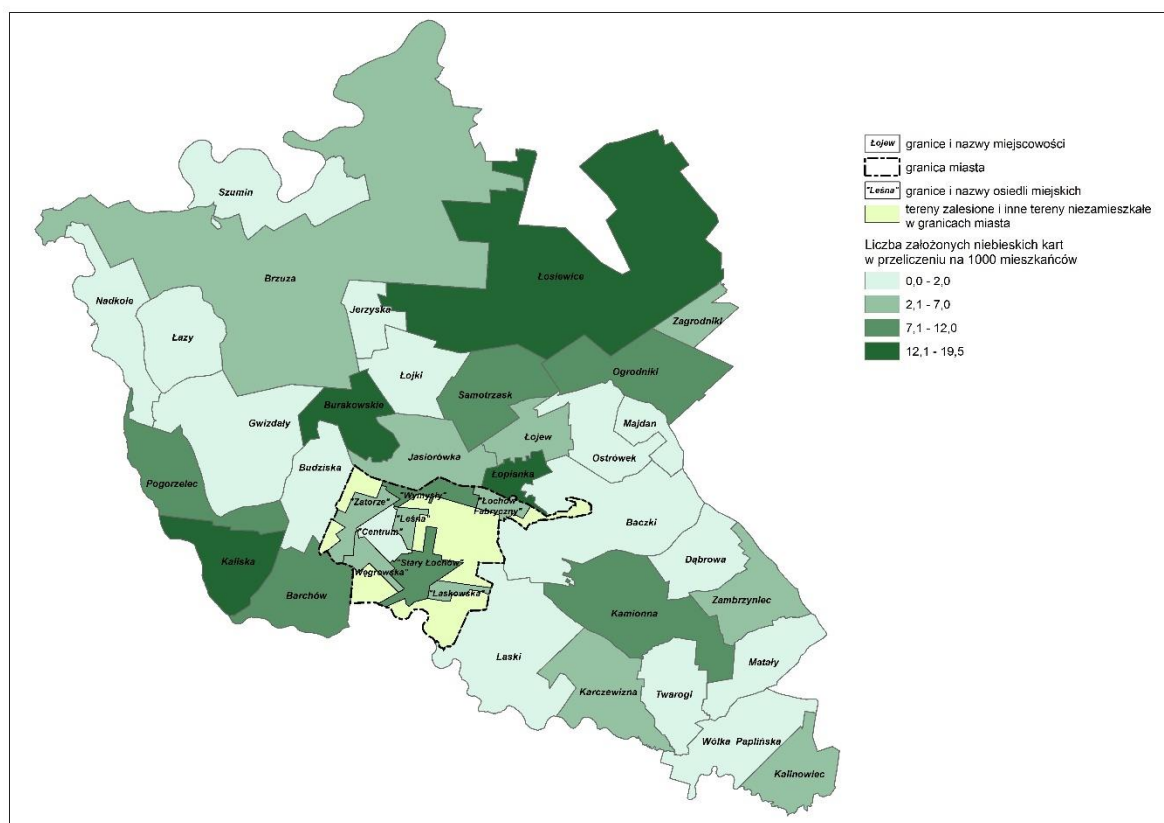 Szumin
Brzuza
Łosiewice
Nadkole
Jerzyska
Zagrodniki
Łazy
Łojki
Ogrodniki
Samotrzask
Burakowskie
Gwizdały
Majdan
Łojew
Jasiorówka
Ostrówek
Budziska
Łopianka
Pogorzelec
"Zatorze"
"Wymysły"
"Łochów
Fabryczny"
"Leśna"
Baczki
"Centrum"
Dąbrowa
Kaliska
"Stary Łochów"
"Węgrowska"
Barchów
"Laskowska"
Zambrzyniec
Kamionna
Laski
Matały
Karczewizna
Twarogi
Wólka Paplińska
Kalinowiec
Łojew
granice i nazwy miejscowości
granica miasta
"Leśna"
granice i nazwy osiedli miejskich
tereny zalesione i inne tereny niezamieszkałe
w granicach miasta
Liczba założonych niebieskich kart
w przeliczeniu na 1000 mieszkańców
0,0 - 2,0
2,1 - 7,0
7,1 - 12,0
12,1 - 19,5